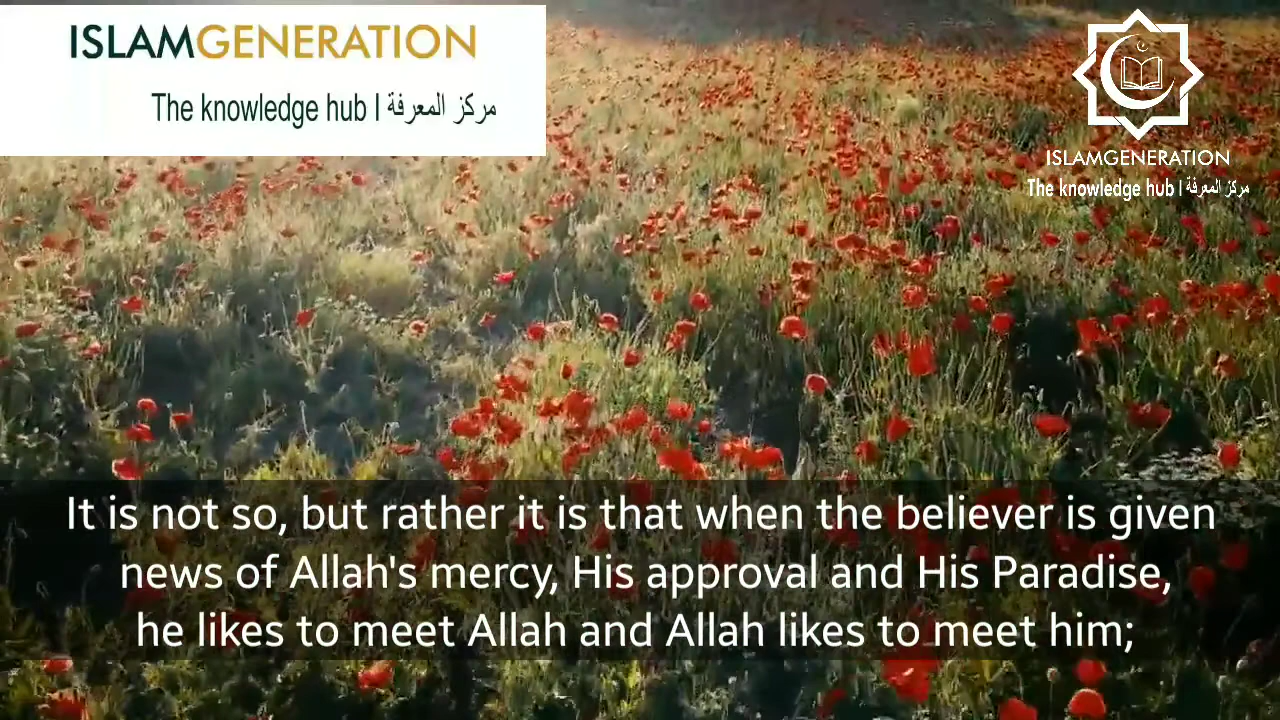 ISLAMGENERATION
The knowledge hub | مركز المعرفة
ISLAMGENERATION
The knowledge hub | مركز المعرفة
It is not so, but rather it is that when the believer is given
news of Allah's mercy, His approval and His Paradise,
he likes to meet Allah and Allah likes to meet him;